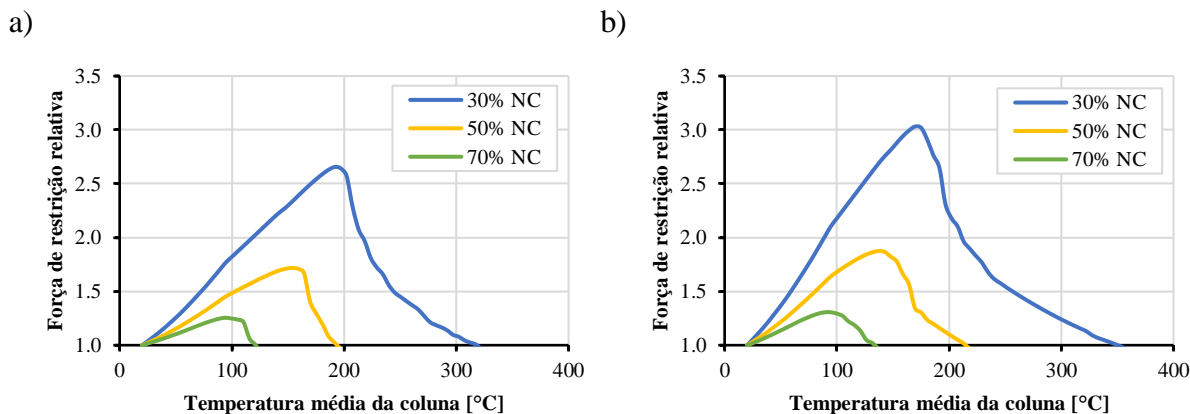 a)
3.5
3.0
2.5
2.0
1.5
1.0
Força de restrição relativa
0 100 200 300 400
Temperatura média da coluna [°C]
30% NC
50% NC
70% NC
b)
3.5
3.0
2.5
2.0
1.5
1.0
Força de restrição relativa
0 100 200 300 400
Temperatura média da coluna [°C]
30% NC
50% NC
70% NC